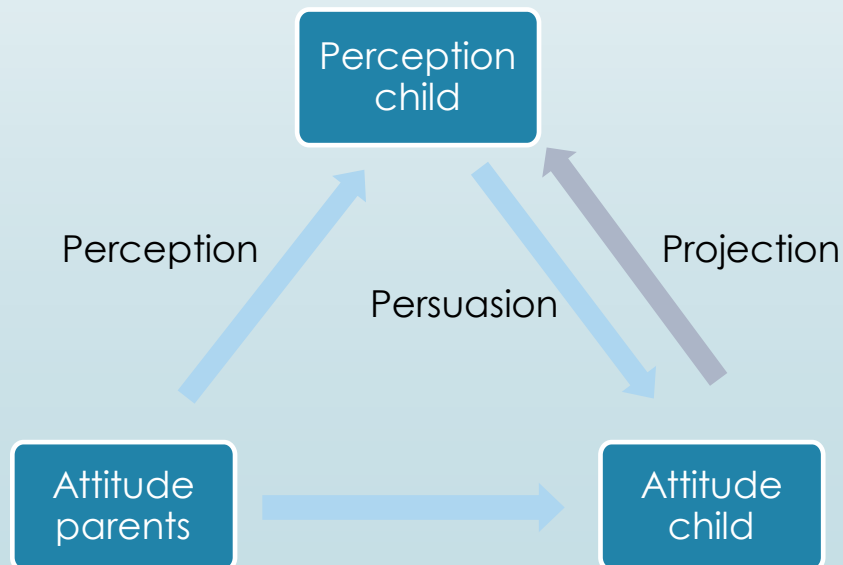 Perception
child
Perception
Projection
Persuasion
Attitude
parents
Attitude
child